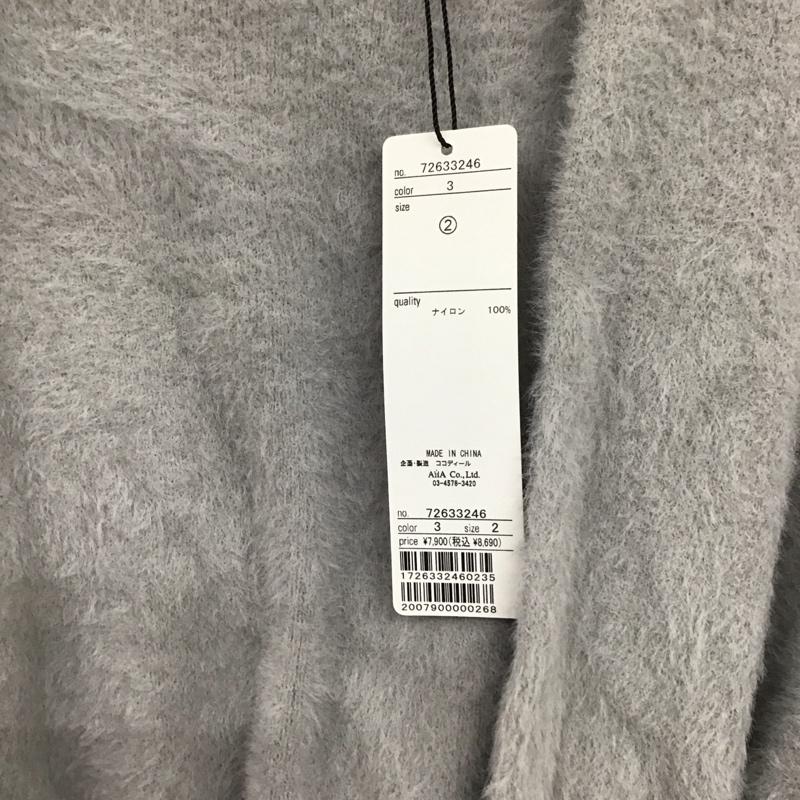 no. 72633246
color 3
size
②
quality
ナイロン 100%
MADE IN CHINA
企画・製造 ココディール
AiiA Co.,Ltd.
03-4578-3420
no. 72633246
color 3 size 2
price ¥7,900(税込 ¥8,690)
1726332460235
2007900000268